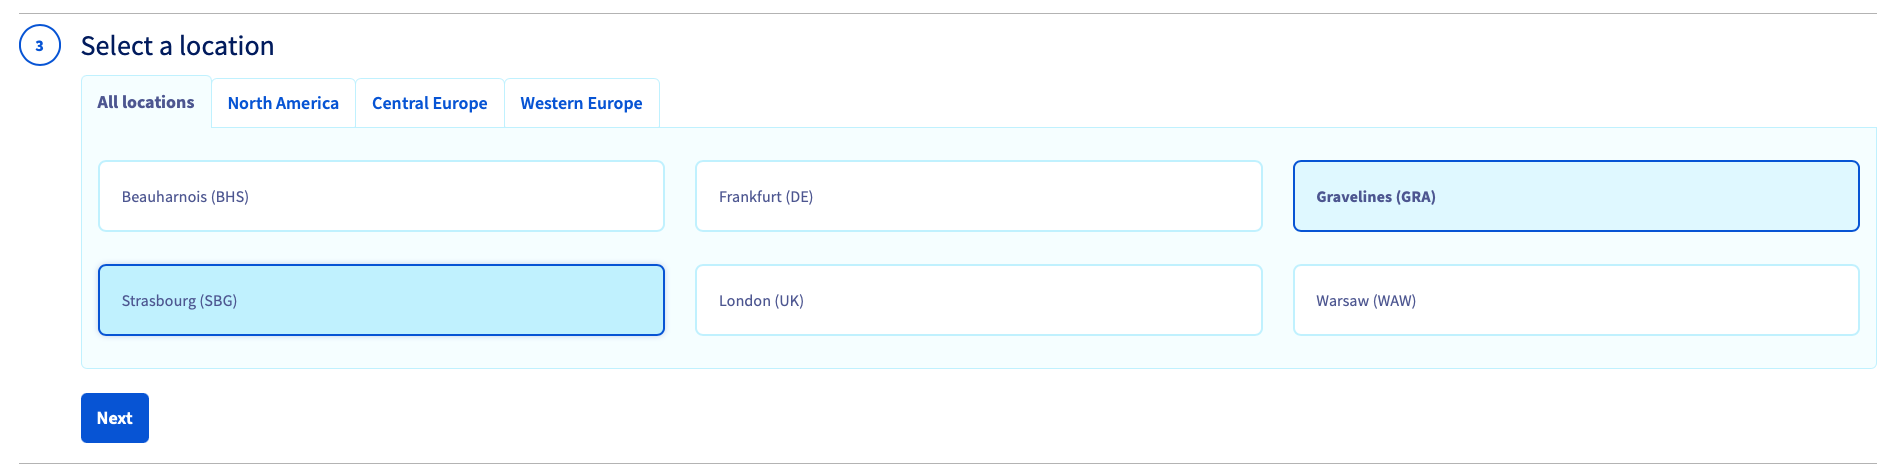 3
Select a location
All locations
North America
Central Europe
Western Europe
Beauharnois (BHS)
Frankfurt (DE)
Gravelines (GRA)
Strasbourg (SBG)
London (UK)
Warsaw (WAW)
Next